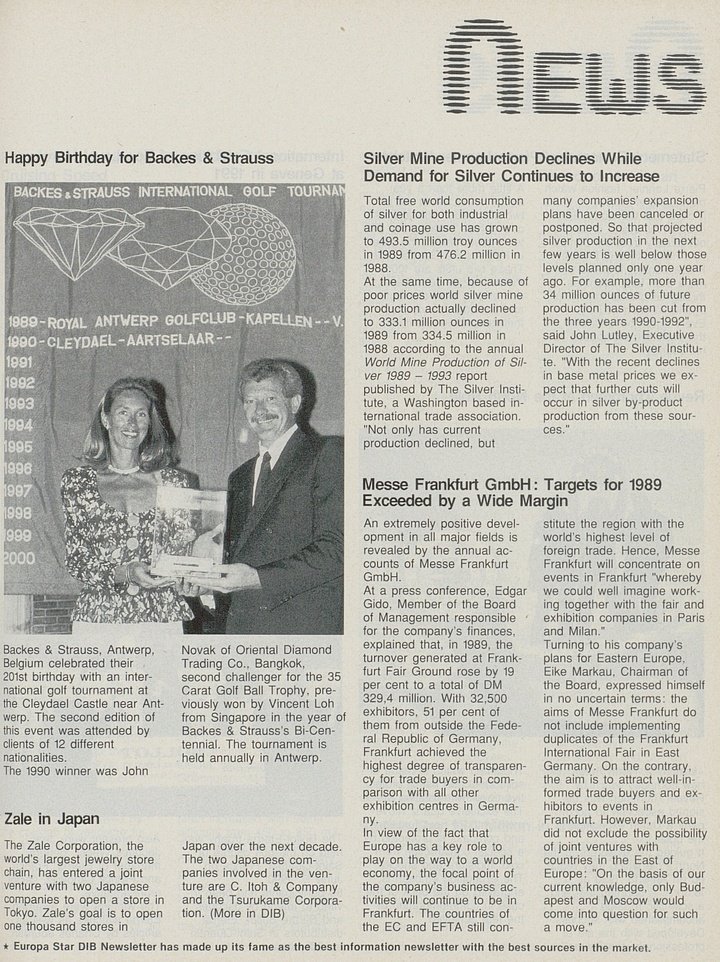 NEWS
Happy Birthday for Backes & Strauss
BACKES & STRAUSS INTERNATIONAL GOLF TOURNAM
1989-ROYAL ANTWERP GOLFCLUB-KAPELLEN--V.
1990-CLEYDAEL-AARTSELAAR--
1991
1992
1993
1994
1995
1996
1997
1998
1999
2000
Backes & Strauss, Antwerp,
Belgium celebrated their
201st birthday with an inter-
national golf tournament at
the Cleydael Castle near Ant-
werp. The second edition of
this event was attended by
clients of 12 different
nationalities.
The 1990 winner was John
Novak of Oriental Diamond
Trading Co., Bangkok,
second challenger for the 35
Carat Golf Ball Trophy, pre-
viously won by Vincent Loh
from Singapore in the year of
Backes & Strauss's Bi-Cen-
tennial. The tournament is
held annually in Antwerp.
Zale in Japan
The Zale Corporation, the
world's largest jewelry store
chain, has entered a joint
venture with two Japanese
companies to open a store in
Tokyo. Zale's goal is to open
one thousand stores in
Japan over the next decade.
The two Japanese com-
panies involved in the ven-
ture are C. Itoh & Company
and the Tsurukame Corpora-
tion. (More in DIB)
Silver Mine Production Declines While
Demand for Silver Continues to Increase
Total free world consumption
of silver for both industrial
and coinage use has grown
to 493.5 million troy ounces
in 1989 from 476.2 million in
1988.
At the same time, because of
poor prices world silver mine
production actually declined
to 333.1 million ounces in
1989 from 334.5 million in
1988 according to the annual
World Mine Production of Sil-
ver 1989 – 1993 report
published by The Silver Insti-
tute, a Washington based in-
ternational trade association.
"Not only has current
production declined, but
many companies' expansion
plans have been canceled or
postponed. So that projected
silver production in the next
few years is well below those
levels planned only one year
ago. For example, more than
34 million ounces of future
production has been cut from
the three years 1990-1992",
said John Lutley, Executive
Director of The Silver Institu-
te. "With the recent declines
in base metal prices we ex-
pect that further cuts will
occur in silver by-product
production from these sour-
ces."
Messe Frankfurt GmbH: Targets for 1989
Exceeded by a Wide Margin
An extremely positive devel-
opment in all major fields is
revealed by the annual ac-
counts of Messe Frankfurt
GmbH.
At a press conference, Edgar
Gido, Member of the Board
of Management responsible
for the company's finances,
explained that, in 1989, the
turnover generated at Frank-
furt Fair Ground rose by 19
per cent to a total of DM
329,4 million. With 32,500
exhibitors, 51 per cent of
them from outside the Fede-
ral Republic of Germany,
Frankfurt achieved the
highest degree of transparen-
cy for trade buyers in com-
parison with all other
exhibition centres in Germa-
ny.
In view of the fact that
Europe has a key role to
play on the way to a world
economy, the focal point of
the company's business ac-
tivities will continue to be in
Frankfurt. The countries of
the EC and EFTA still con-
stitute the region with the
world's highest level of
foreign trade. Hence, Messe
Frankfurt will concentrate on
events in Frankfurt "whereby
we could well imagine work-
ing together with the fair and
exhibition companies in Paris
and Milan."
Turning to his company's
plans for Eastern Europe,
Eike Markau, Chairman of
the Board, expressed himself
in no uncertain terms: the
aims of Messe Frankfurt do
not include implementing
duplicates of the Frankfurt
International Fair in East
Germany. On the contrary,
the aim is to attract well-in-
formed trade buyers and ex-
hibitors to events in
Frankfurt. However, Markau
did not exclude the possibility
of joint ventures with
countries in the East of
Europe: "On the basis of our
current knowledge, only Bud-
apest and Moscow would
come into question for such
a move."
* Europa Star DIB Newsletter has made up its fame as the best information newsletter with the best sources in the market.